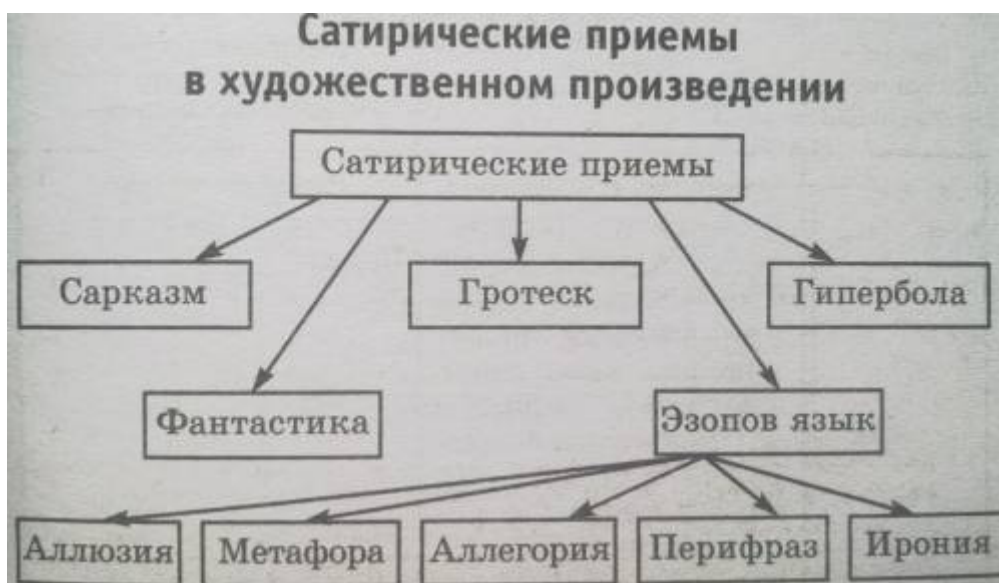 Сатирические приемы
в художественном произведении
Сатирические приемы
Сарказм
Гротеск
Гипербола
Фантастика
Эзопов язык
Аллюзия
Метафора
Аллегория
Перифраз
Ирония